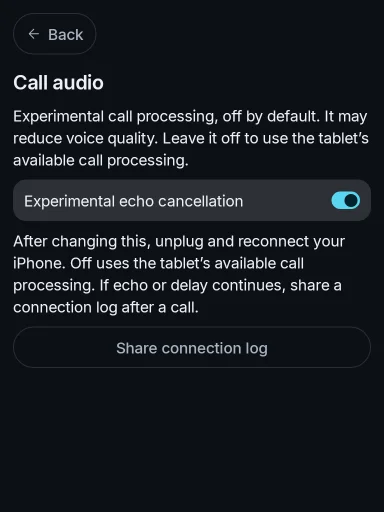 Back
Call audio
Experimental call processing, off by default. It may
reduce voice quality. Leave it off to use the tablet’s
available call processing.
Experimental echo cancellation
After changing this, unplug and reconnect your
iPhone. Off uses the tablet’s available call
processing. If echo or delay continues, share a
connection log after a call.
Share connection log